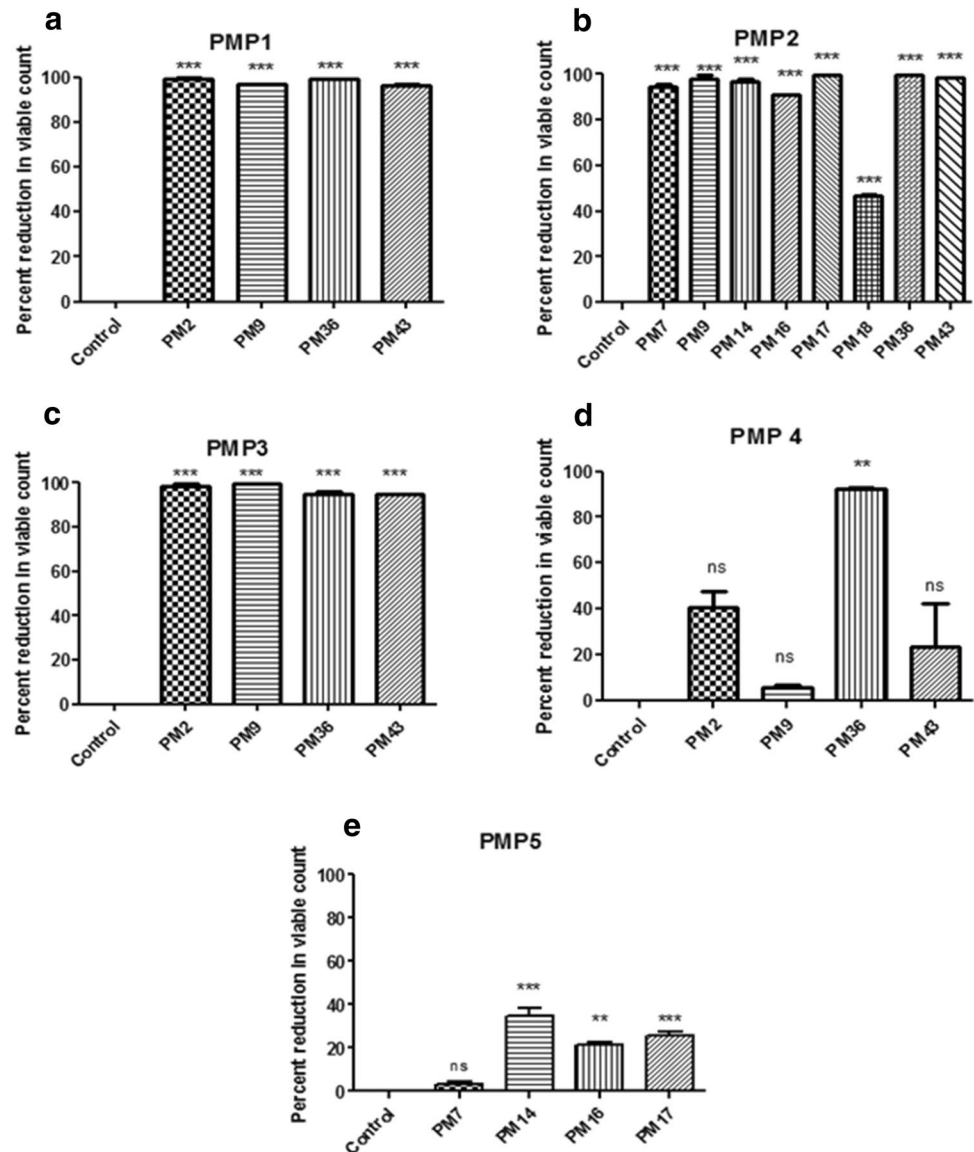 a
PMP1
Percent reduction in viable count
100
80
60
40
20
0
*** *** *** ***
Control PM2 PM9 PM36 PM43
b
PMP2
Percent reduction in viable count
100
80
60
40
20
0
*** *** *** *** *** *** *** ***
Control PM7 PM9 PM14 PM16 PM17 PM18 PM36 PM43
c
PMP3
Percent reduction in viable count
100
80
60
40
20
0
*** *** *** ***
Control PM2 PM9 PM36 PM43
d
PMP 4
Percent reduction in viable count
100
80
60
40
20
0
ns ns ** ns
Control PM2 PM9 PM36 PM43
e
PMP5
Percent reduction in viable count
100
80
60
40
20
0
ns *** ** ***
Control PM7 PM14 PM16 PM17